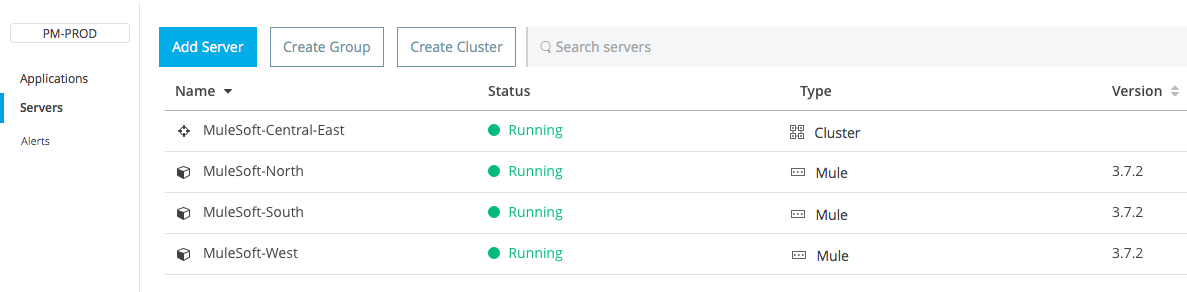 PM-PROD
Applications
Servers
Alerts
Add Server Create Group Create Cluster Search servers
Name Status Type Version
MuleSoft-Central-East Running Cluster
MuleSoft-North Running Mule 3.7.2
MuleSoft-South Running Mule 3.7.2
MuleSoft-West Running Mule 3.7.2